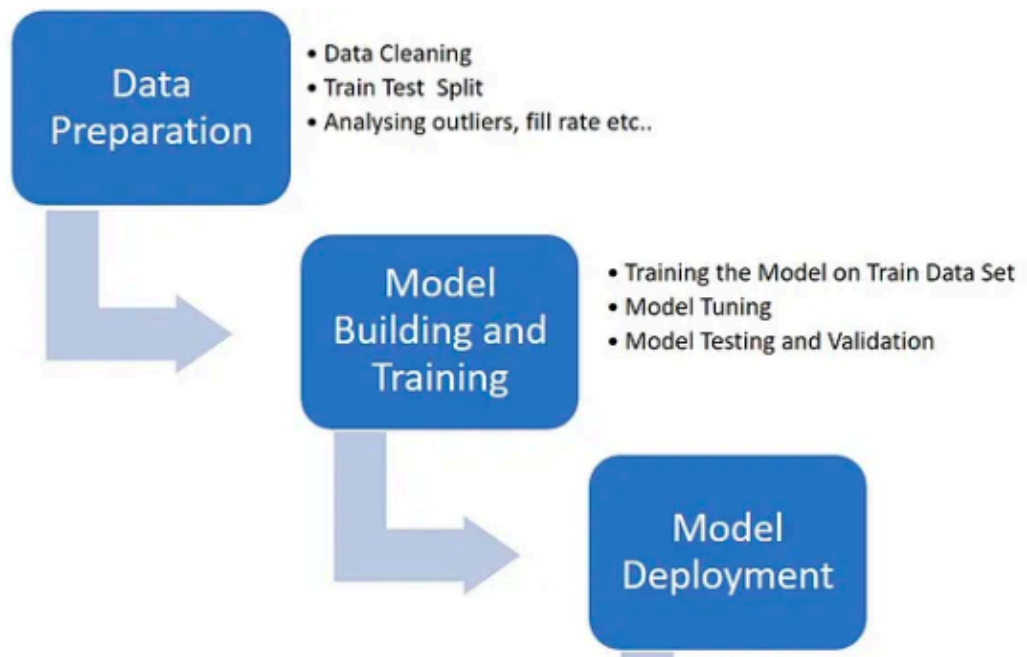 Data
Preparation
• Data Cleaning
• Train Test Split
• Analysing outliers, fill rate etc..
Model
Building and
Training
• Training the Model on Train Data Set
• Model Tuning
• Model Testing and Validation
Model
Deployment